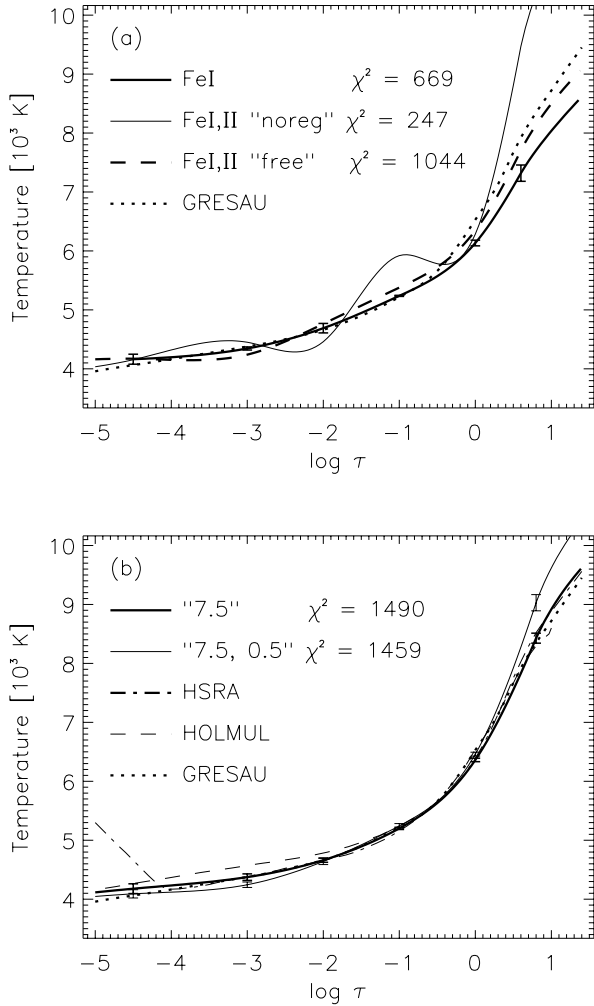 (a)
FeI χ² = 669
FeI,II "noreg" χ² = 247
FeI,II "free" χ² = 1044
GRESAU
10
9
8
7
6
5
4
Temperature [10³ K]
−5 −4 −3 −2 −1 0 1
log τ
(b)
"7.5" χ² = 1490
"7.5, 0.5" χ² = 1459
HSRA
HOLMUL
GRESAU
10
9
8
7
6
5
4
Temperature [10³ K]
−5 −4 −3 −2 −1 0 1
log τ